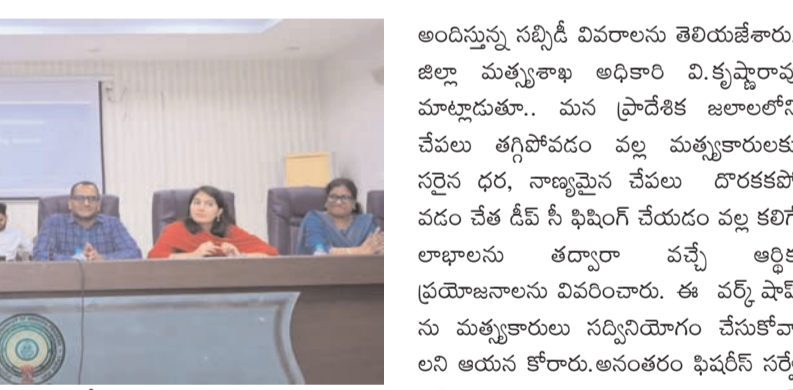 అందిస్తున్న సబ్సిడీ వివరాలను తెలియజేశారు.
జిల్లా మత్స్యశాఖ అధికారి వి.కృష్ణారావు
మాట్లాడుతూ.. మన ప్రాదేశిక జలాలలోని
చేపలు తగ్గిపోవడం వల్ల మత్స్యకారులకు
సరైన ధర, నాణ్యమైన చేపలు దొరకకపో
వడం చేత డీప్ సీ ఫిషింగ్ చేయడం వల్ల కలిగే
లాభాలను తద్వారా వచ్చే ఆర్థిక
ప్రయోజనాలను వివరించారు. ఈ వర్క్ షాప్
ను మత్స్యకారులు సద్వినియోగం చేసుకోవా
లని ఆయన కోరారు.అనంతరం ఫిషరీస్ సర్వే